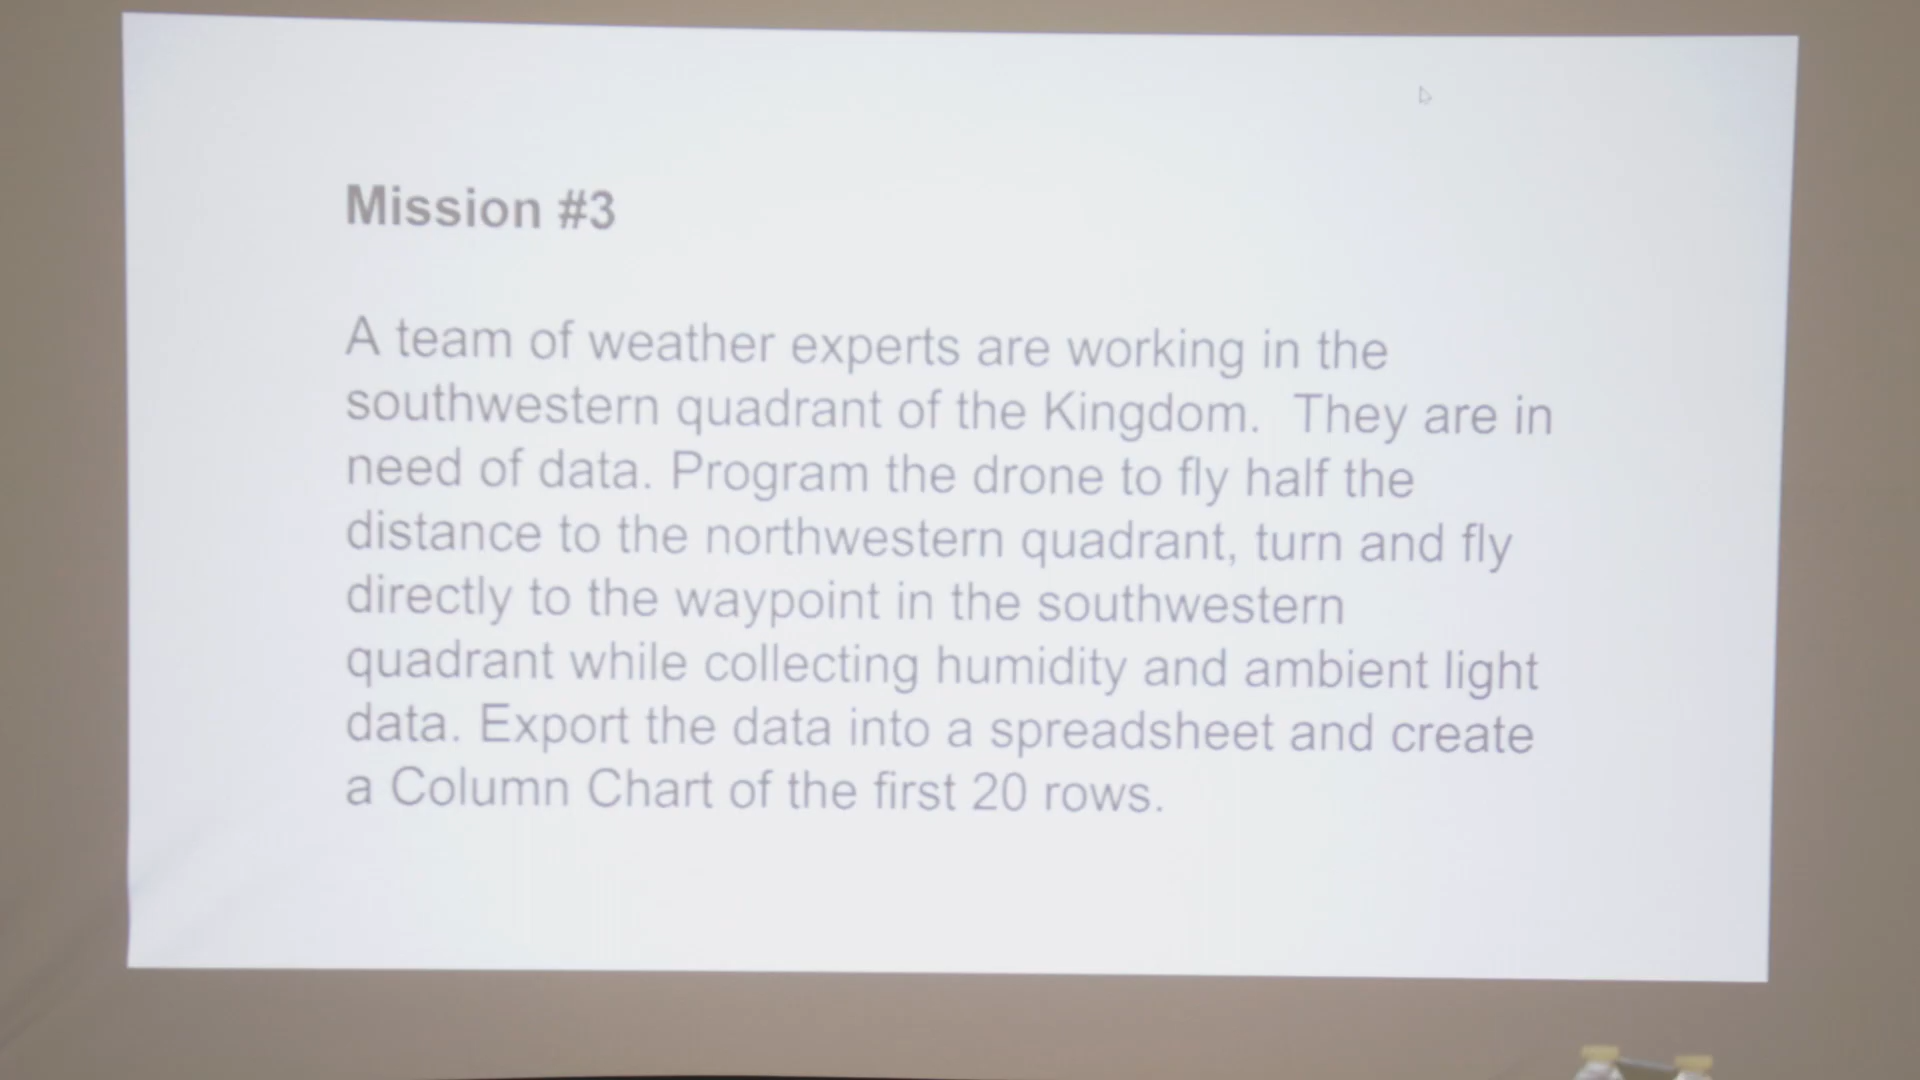 Mission #3
A team of weather experts are working in the
southwestern quadrant of the Kingdom.  They are in
need of data. Program the drone to fly half the
distance to the northwestern quadrant, turn and fly
directly to the waypoint in the southwestern
quadrant while collecting humidity and ambient light
data. Export the data into a spreadsheet and create
a Column Chart of the first 20 rows.